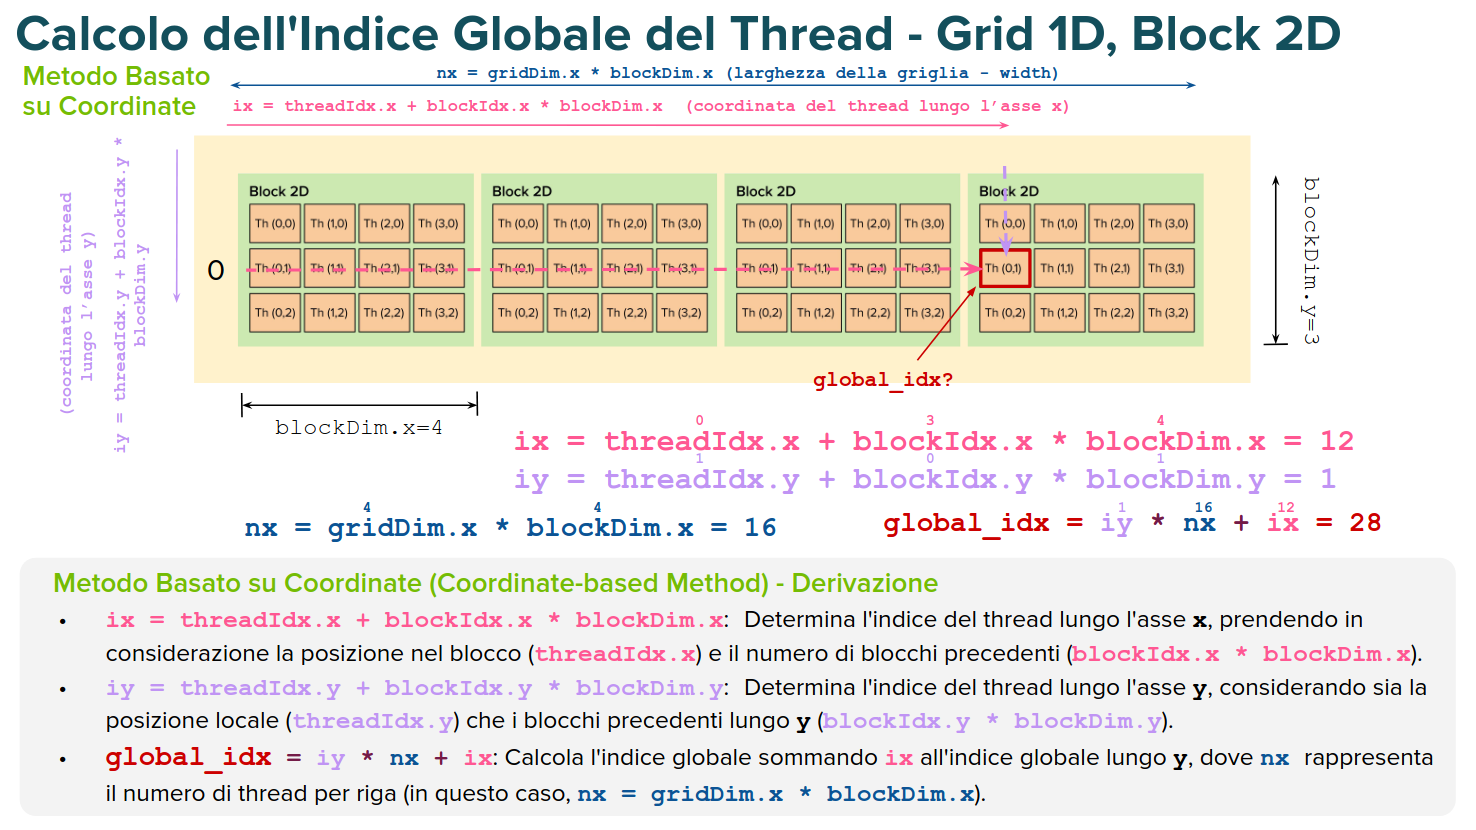 Calcolo dell'Indice Globale del Thread - Grid 1D, Block 2D
Metodo Basato
su Coordinate
nx = gridDim.x * blockDim.x (larghezza della griglia - width)
ix = threadIdx.x + blockIdx.x * blockDim.x (coordinata del thread lungo l’asse x)
(coordinata del thread
lungo l’asse y)
iy = threadIdx.y + blockIdx.y *
blockDim.y
0
Block 2D Block 2D Block 2D Block 2D
Th (0,0) Th (1,0) Th (2,0) Th (3,0) Th (0,0) Th (1,0) Th (2,0) Th (3,0) Th (0,0) Th (1,0) Th (2,0) Th (3,0) Th (0,0) Th (1,0) Th (2,0) Th (3,0)
Th (0,1) Th (1,1) Th (2,1) Th (3,1) Th (0,1) Th (1,1) Th (2,1) Th (3,1) Th (0,1) Th (1,1) Th (2,1) Th (3,1) Th (0,1) Th (1,1) Th (2,1) Th (3,1)
Th (0,2) Th (1,2) Th (2,2) Th (3,2) Th (0,2) Th (1,2) Th (2,2) Th (3,2) Th (0,2) Th (1,2) Th (2,2) Th (3,2) Th (0,2) Th (1,2) Th (2,2) Th (3,2)
blockDim.y=3
global_idx?
blockDim.x=4
0 3 4
ix = threadIdx.x + blockIdx.x * blockDim.x = 12
1 0 1
iy = threadIdx.y + blockIdx.y * blockDim.y = 1
4 4
nx = gridDim.x * blockDim.x = 16
1 16 12
global_idx = iy * nx + ix = 28
Metodo Basato su Coordinate (Coordinate-based Method) - Derivazione
• ix = threadIdx.x + blockIdx.x * blockDim.x: Determina l'indice del thread lungo l'asse x, prendendo in
considerazione la posizione nel blocco (threadIdx.x) e il numero di blocchi precedenti (blockIdx.x * blockDim.x).
• iy = threadIdx.y + blockIdx.y * blockDim.y: Determina l'indice del thread lungo l'asse y, considerando sia la
posizione locale (threadIdx.y) che i blocchi precedenti lungo y (blockIdx.y * blockDim.y).
• global_idx = iy * nx + ix: Calcola l'indice globale sommando ix all'indice globale lungo y, dove nx rappresenta
il numero di thread per riga (in questo caso, nx = gridDim.x * blockDim.x).